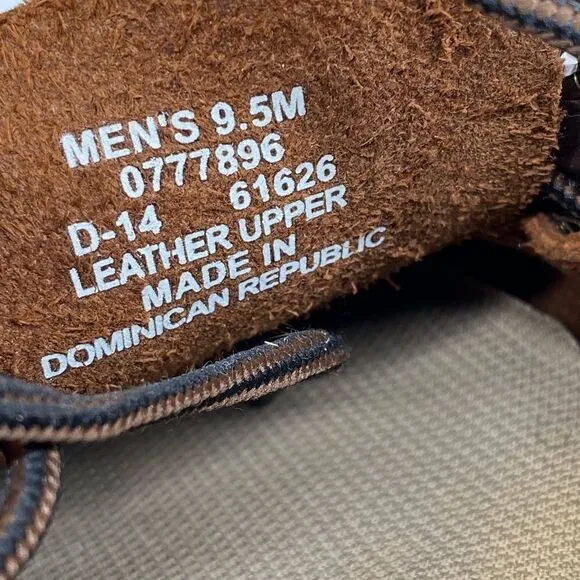 MEN'S 9.5M
0777896
D-14 61626
LEATHER UPPER
MADE IN
DOMINICAN REPUBLIC